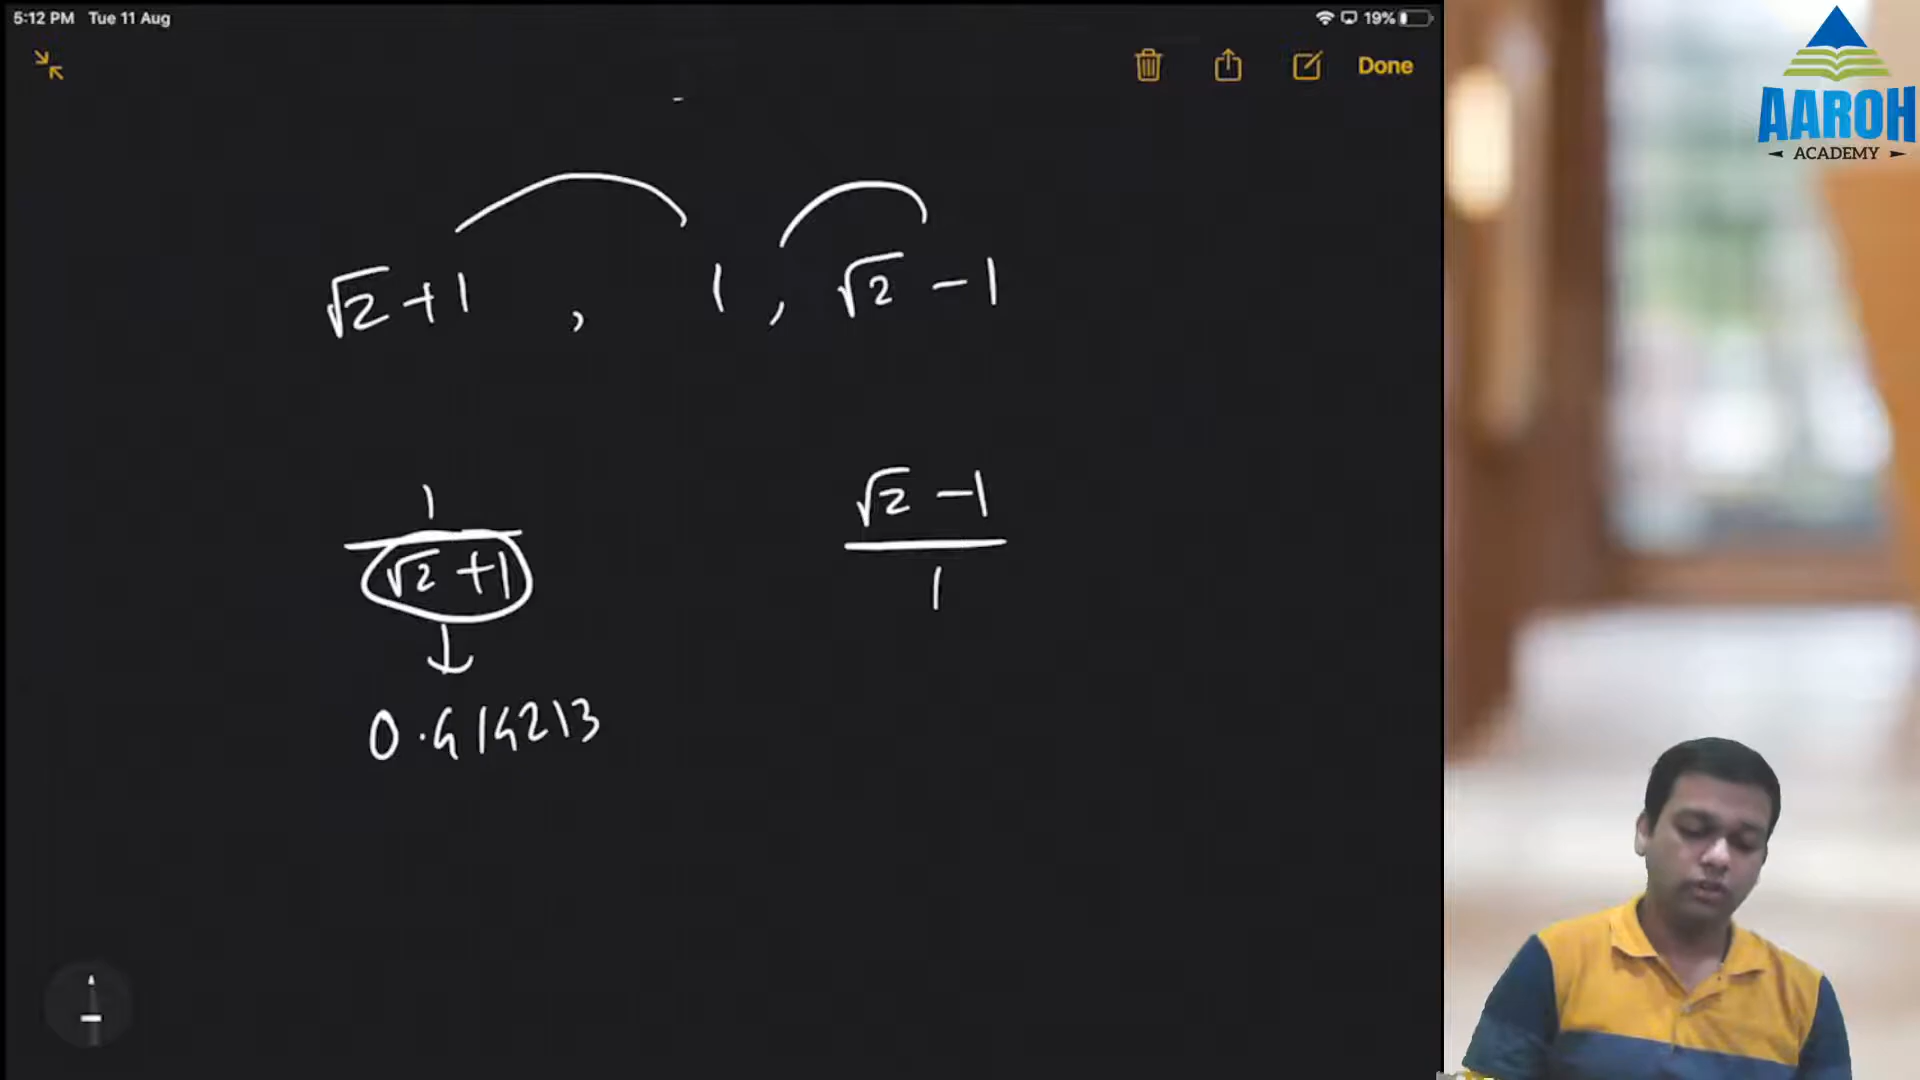 5:12 PM Tue 11 Aug
19%
Done
AAROH
ACADEMY
√2 + 1 , 1 , √2 - 1
1
√2 + 1
0.414213
√2 - 1
1